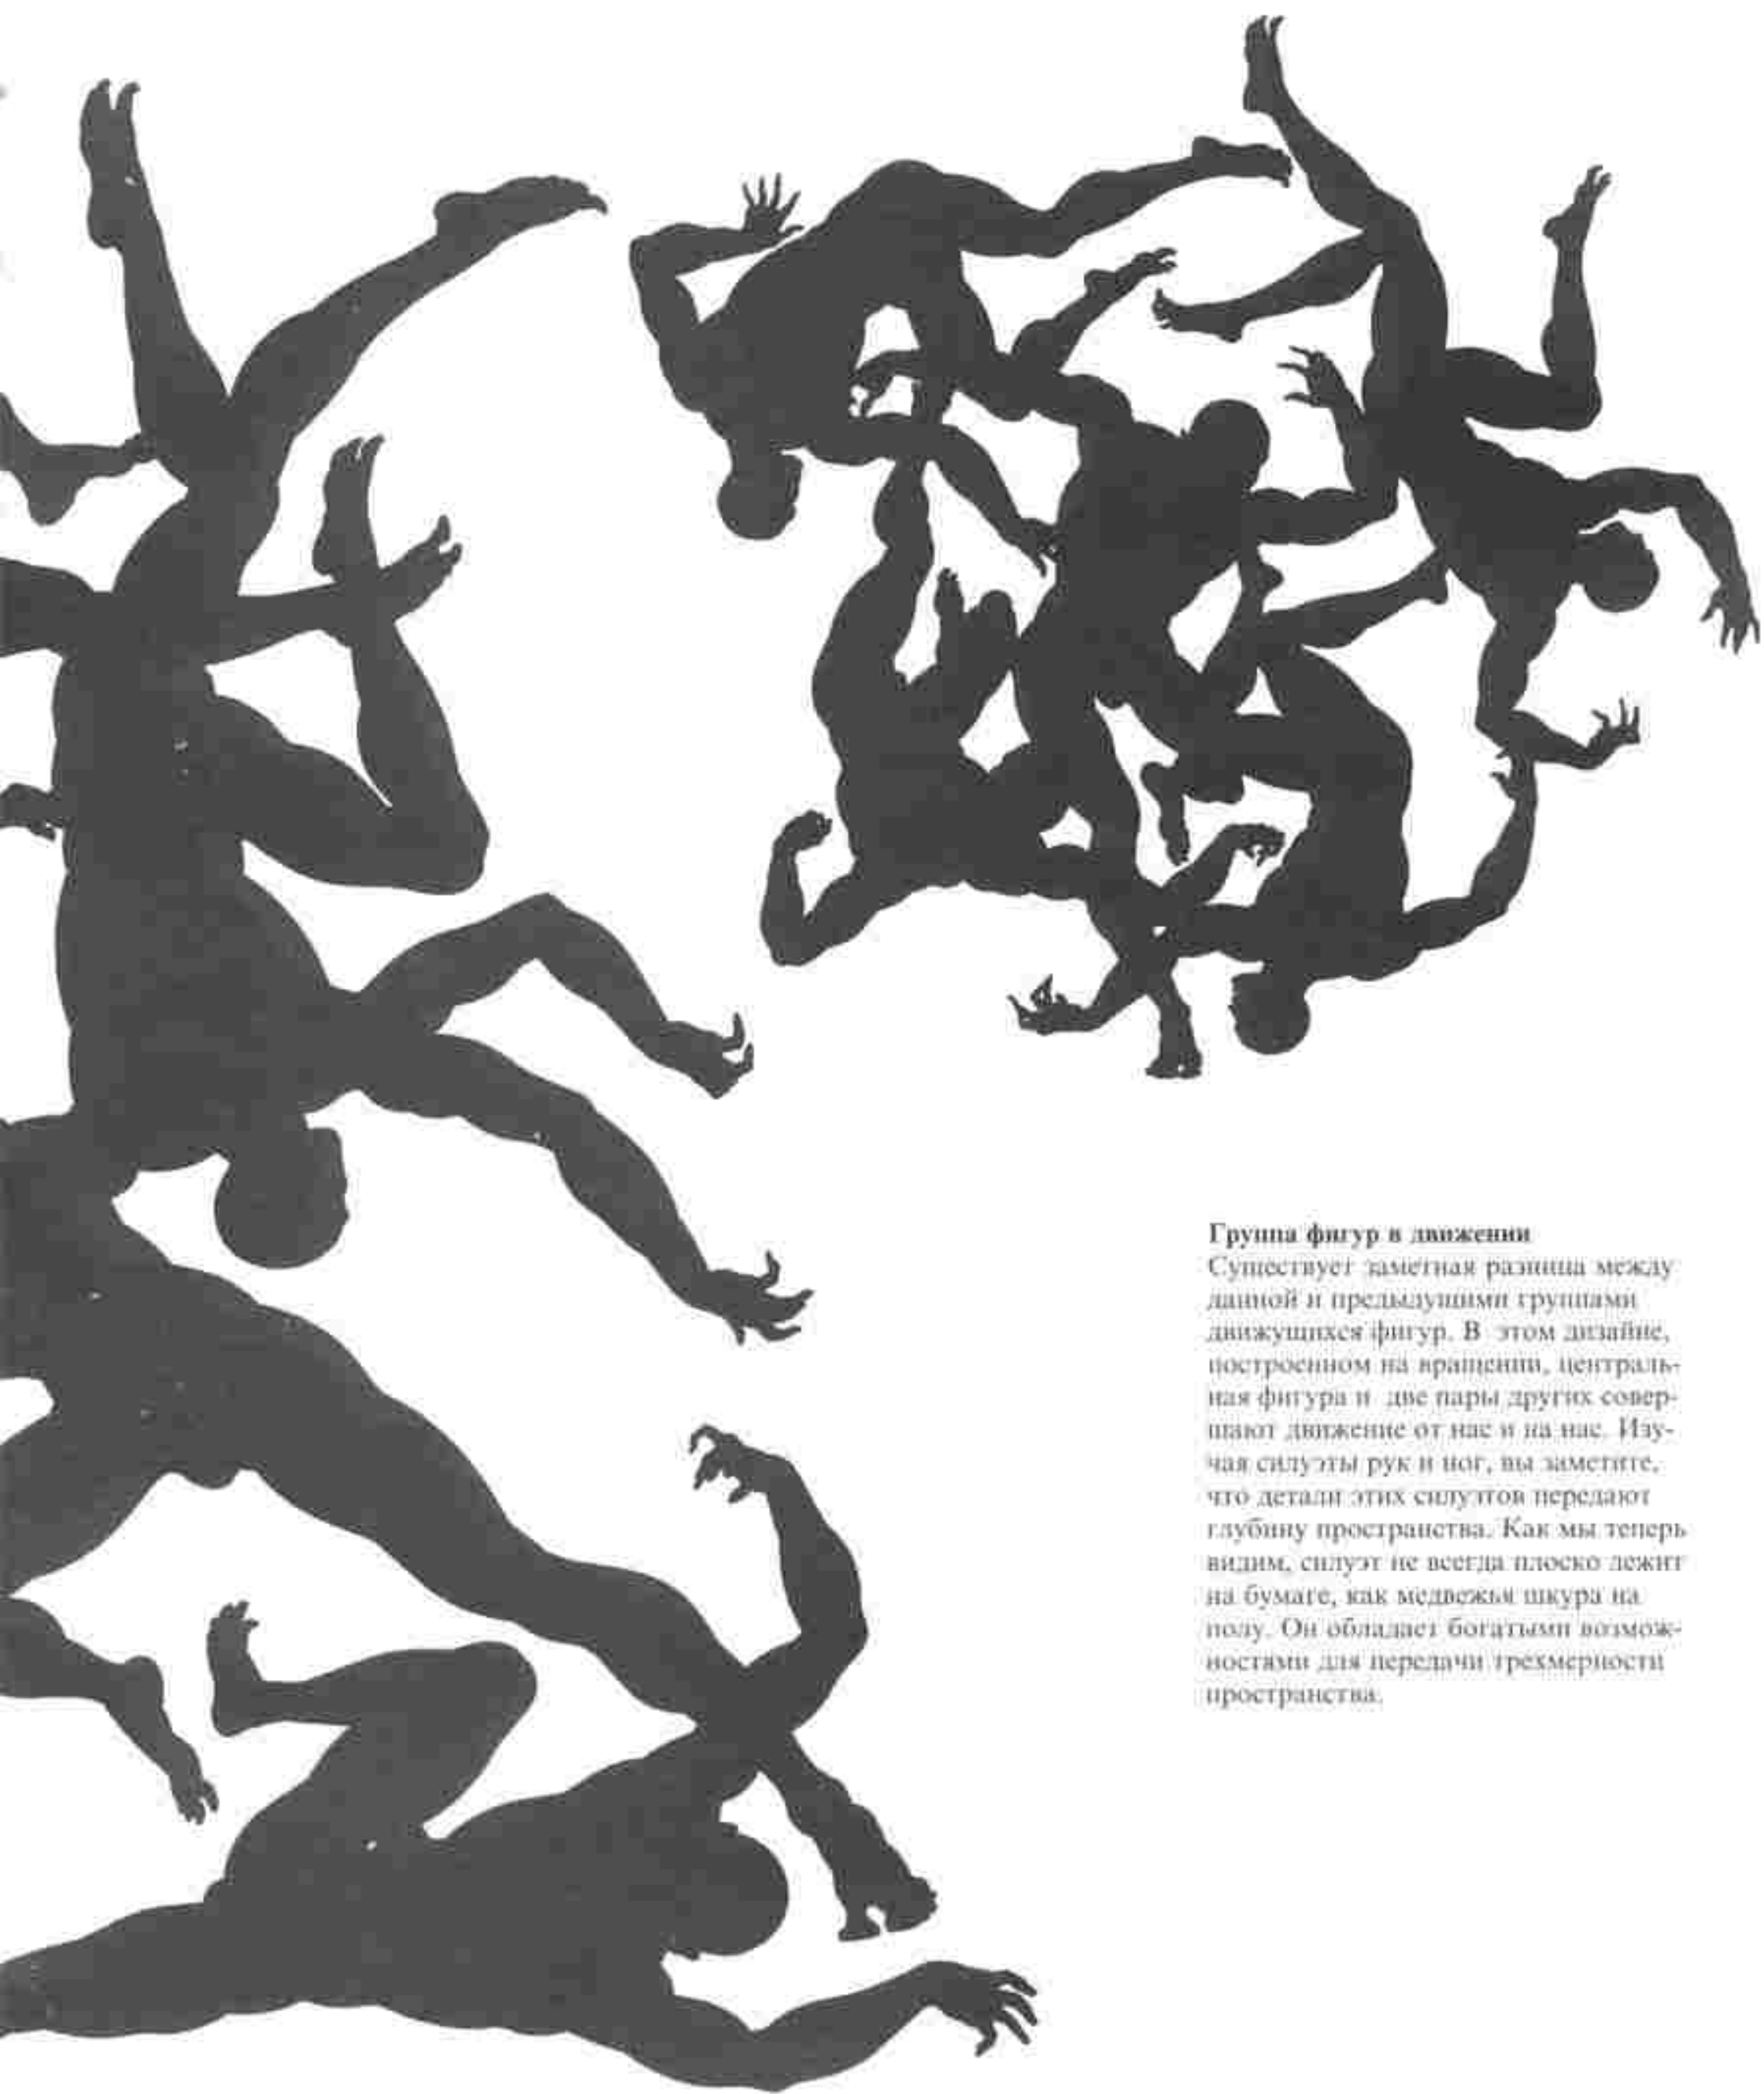 Группа фигур в движении
Существует заметная разница между
данной и предыдущими группами
движущихся фигур. В этом дизайне,
построенном на вращении, централь-
ная фигура и две пары других совер-
шают движение от нас и на нас. Изу-
чая силуэты рук и ног, вы заметите,
что детали этих силуэтов передают
глубину пространства. Как мы теперь
видим, силуэт не всегда плоско лежит
на бумаге, как медвежья шкура на
полу. Он обладает богатыми возмож-
ностями для передачи трехмерности
пространства.